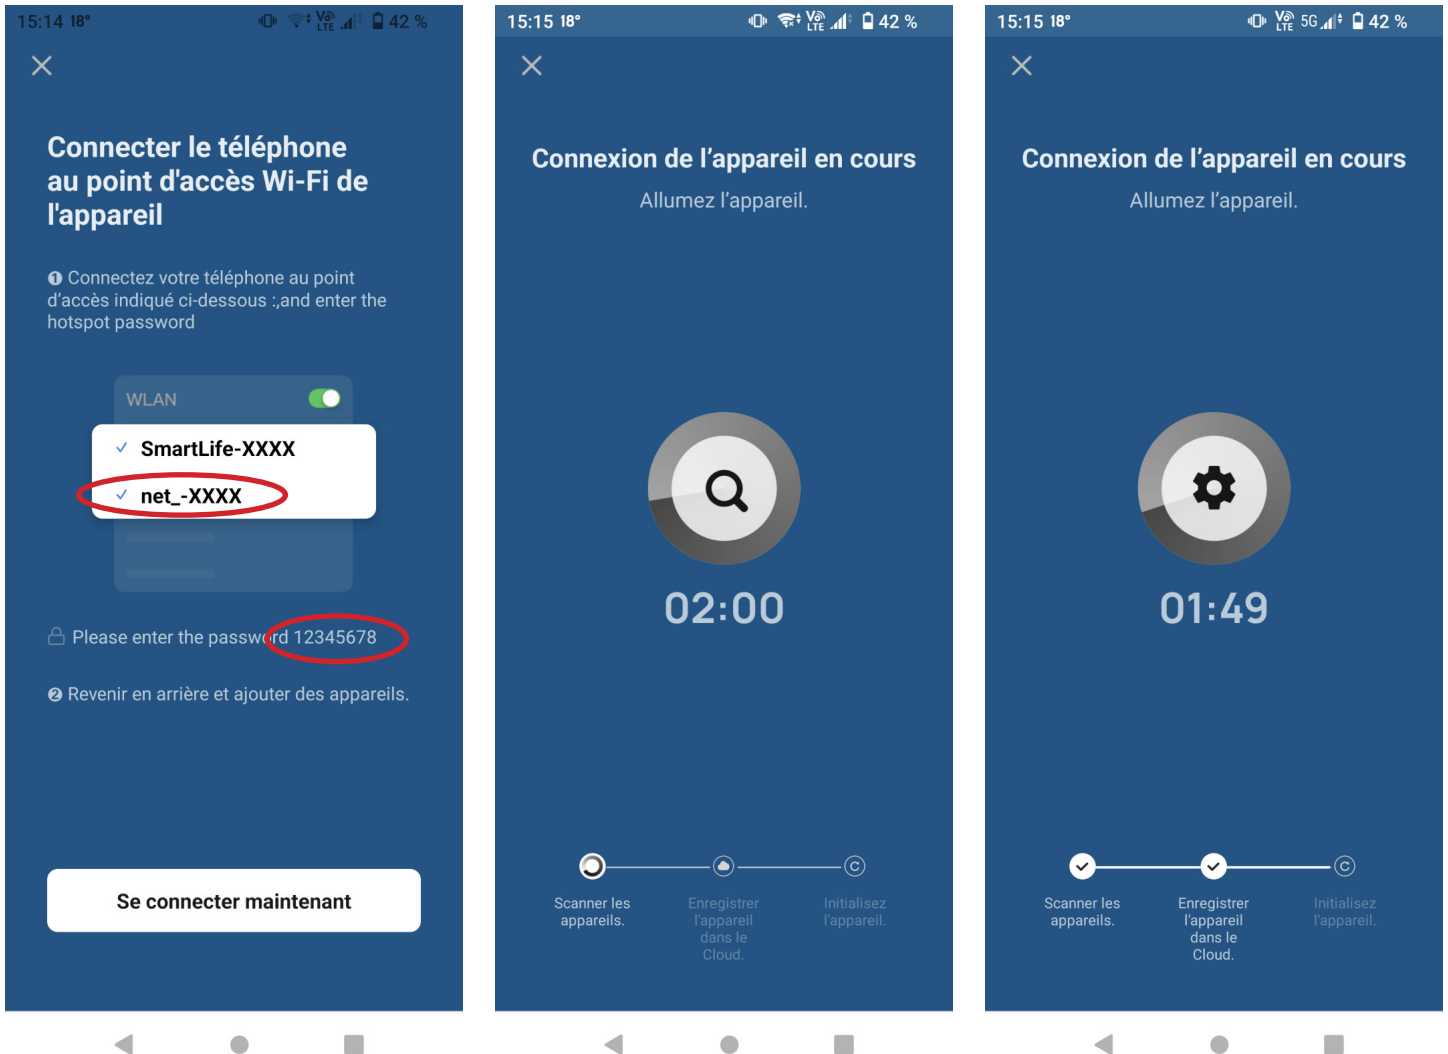 15:14 18°
VoLTE
42 %
Connecter le téléphone
au point d'accès Wi-Fi de
l'appareil
❶ Connectez votre téléphone au point
d’accès indiqué ci-dessous :,and enter the
hotspot password
WLAN
SmartLife-XXXX
net_-XXXX
Please enter the password 12345678
❷ Revenir en arrière et ajouter des appareils.
Se connecter maintenant
15:15 18°
VoLTE
42 %
Connexion de l’appareil en cours
Allumez l’appareil.
02:00
Scanner les
appareils.
Enregistrer
l'appareil
dans le
Cloud.
Initialisez
l'appareil.
15:15 18°
VoLTE 5G
42 %
Connexion de l’appareil en cours
Allumez l’appareil.
01:49
Scanner les
appareils.
Enregistrer
l'appareil
dans le
Cloud.
Initialisez
l'appareil.